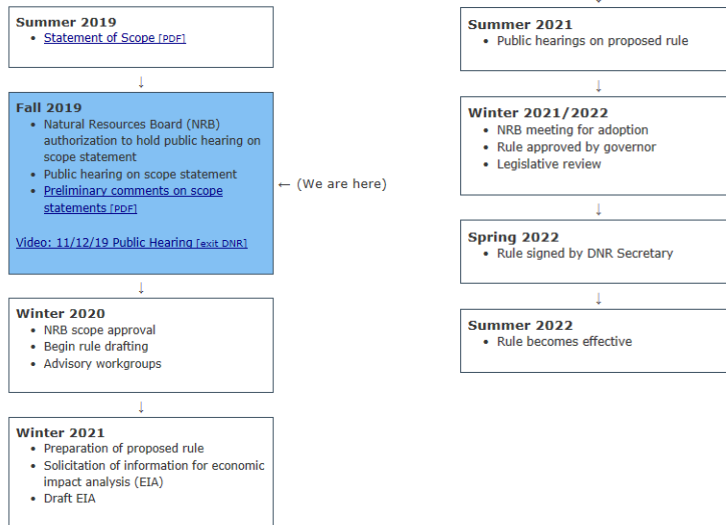 Summer 2019
• Statement of Scope [PDF]
↓
Fall 2019
• Natural Resources Board (NRB)
authorization to hold public hearing on
scope statement
• Public hearing on scope statement
• Preliminary comments on scope
statements [PDF]
Video: 11/12/19 Public Hearing [exit DNR]
← (We are here)
↓
Winter 2020
• NRB scope approval
• Begin rule drafting
• Advisory workgroups
↓
Winter 2021
• Preparation of proposed rule
• Solicitation of information for economic
impact analysis (EIA)
• Draft EIA
Summer 2021
• Public hearings on proposed rule
↓
Winter 2021/2022
• NRB meeting for adoption
• Rule approved by governor
• Legislative review
↓
Spring 2022
• Rule signed by DNR Secretary
↓
Summer 2022
• Rule becomes effective